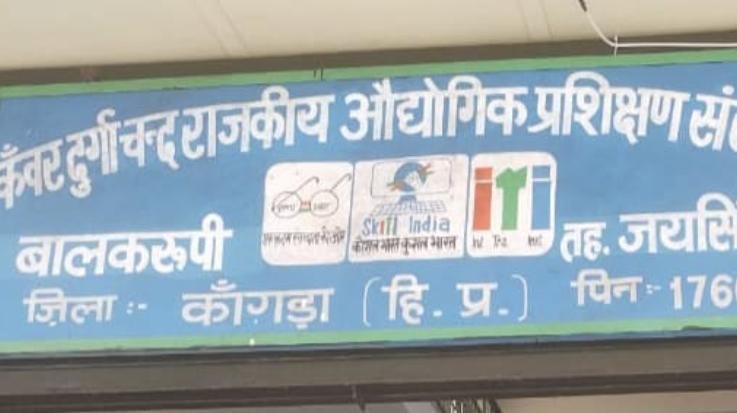 कँवर दुर्गा चन्द राजकीय औद्योगिक प्रशिक्षण सं
बालकरूपी
Skill India
कौशल भारत कुशल भारत
iTi
तह. जयसिं
ज़िला :- काँगड़ा (हि. प्र.) पिन :- 176